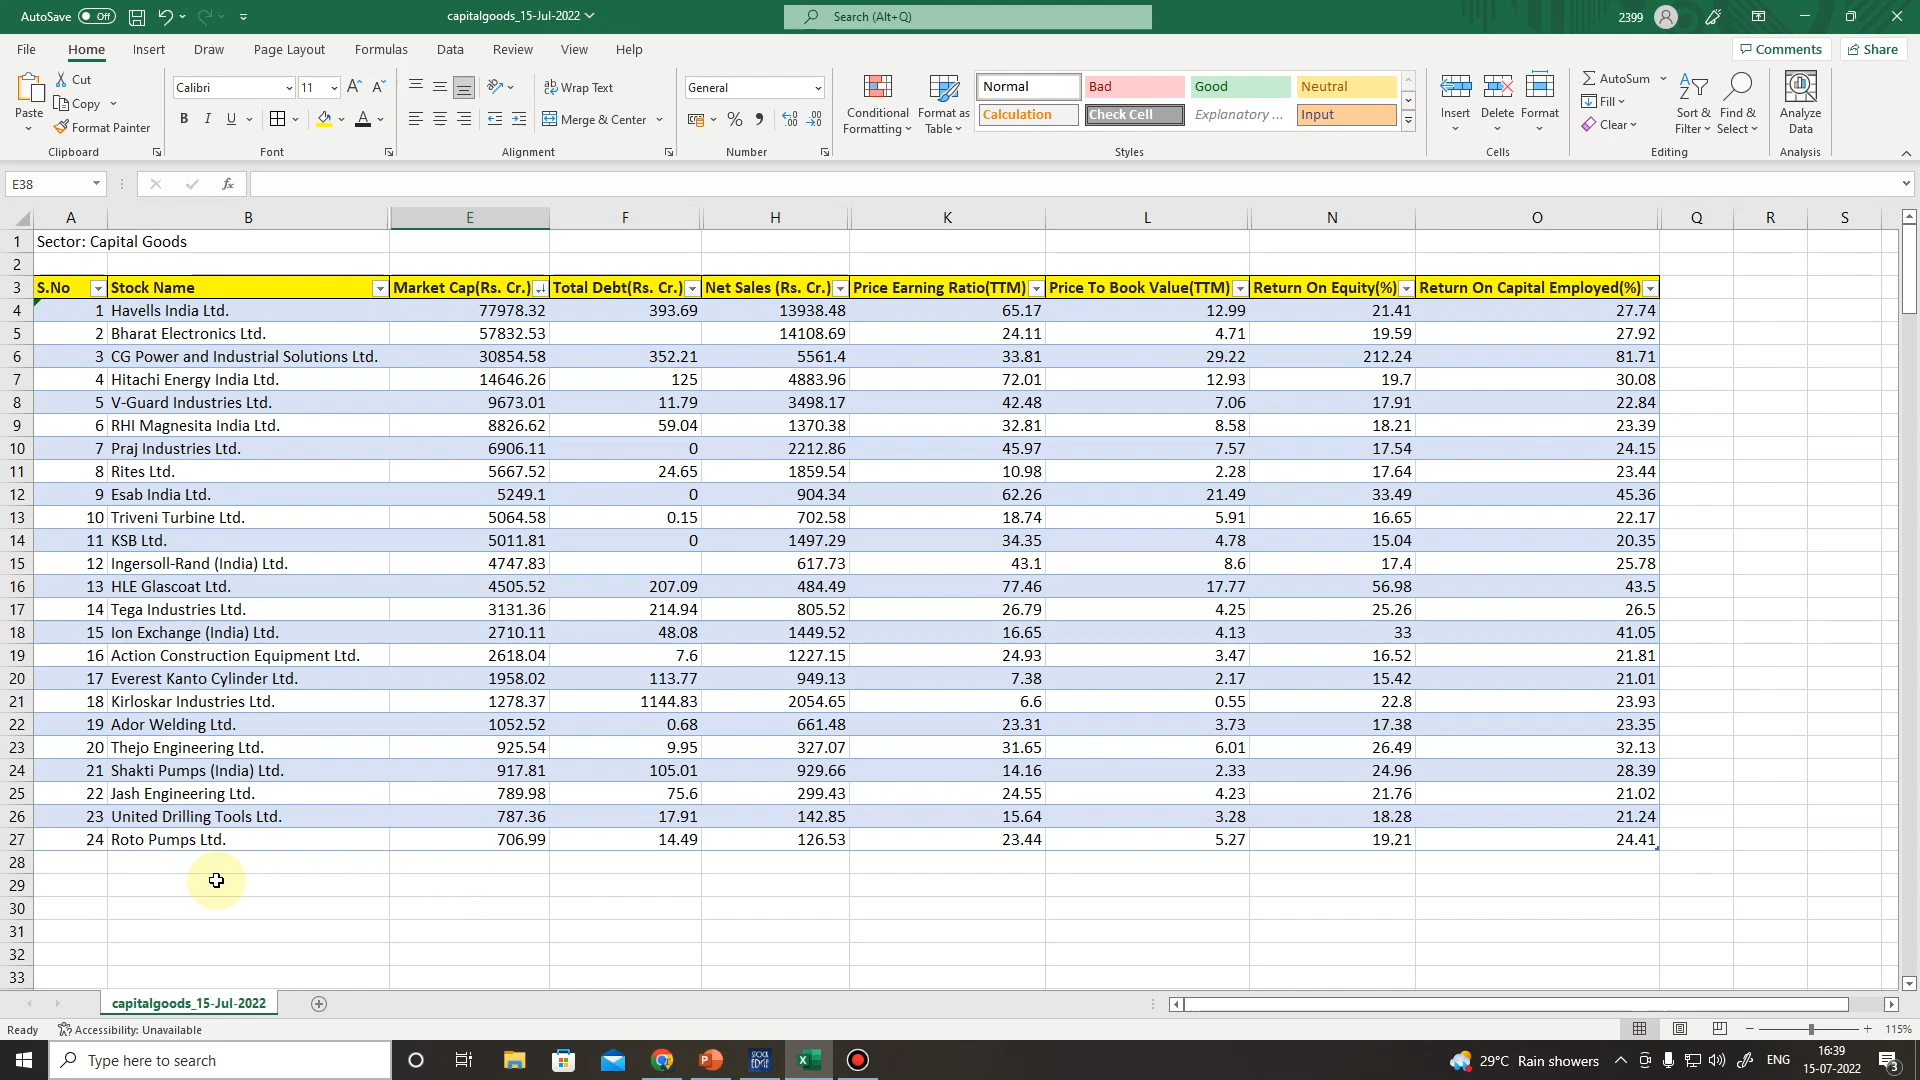 AutoSave Off capitalgoods_15-Jul-2022 Search (Alt+Q) 2399
File Home Insert Draw Page Layout Formulas Data Review View Help Comments Share
Paste Cut Copy Format Painter Clipboard
Calibri 11 B I U A Font
Wrap Text Merge & Center Alignment
General % Number
Conditional Formatting Format as Table
Normal Bad Good Neutral
Calculation Check Cell Explanatory ... Input
Styles
Insert Delete Format Cells
AutoSum Fill Clear Sort & Filter Find & Select Editing
Analyze Data Analysis
E38 fx
A B E F H K L N O Q R S
1 Sector: Capital Goods
2
3 S.No Stock Name Market Cap(Rs. Cr.) Total Debt(Rs. Cr.) Net Sales (Rs. Cr.) Price Earning Ratio(TTM) Price To Book Value(TTM) Return On Equity(%) Return On Capital Employed(%)
4 1 Havells India Ltd. 77978.32 393.69 13938.48 65.17 12.99 21.41 27.74
5 2 Bharat Electronics Ltd. 57832.53 14108.69 24.11 4.71 19.59 27.92
6 3 CG Power and Industrial Solutions Ltd. 30854.58 352.21 5561.4 33.81 29.22 212.24 81.71
7 4 Hitachi Energy India Ltd. 14646.26 125 4883.96 72.01 12.93 19.7 30.08
8 5 V-Guard Industries Ltd. 9673.01 11.79 3498.17 42.48 7.06 17.91 22.84
9 6 RHI Magnesita India Ltd. 8826.62 59.04 1370.38 32.81 8.58 18.21 23.39
10 7 Praj Industries Ltd. 6906.11 0 2212.86 45.97 7.57 17.54 24.15
11 8 Rites Ltd. 5667.52 24.65 1859.54 10.98 2.28 17.64 23.44
12 9 Esab India Ltd. 5249.1 0 904.34 62.26 21.49 33.49 45.36
13 10 Triveni Turbine Ltd. 5064.58 0.15 702.58 18.74 5.91 16.65 22.17
14 11 KSB Ltd. 5011.81 0 1497.29 34.35 4.78 15.04 20.35
15 12 Ingersoll-Rand (India) Ltd. 4747.83 617.73 43.1 8.6 17.4 25.78
16 13 HLE Glascoat Ltd. 4505.52 207.09 484.49 77.46 17.77 56.98 43.5
17 14 Tega Industries Ltd. 3131.36 214.94 805.52 26.79 4.25 25.26 26.5
18 15 Ion Exchange (India) Ltd. 2710.11 48.08 1449.52 16.65 4.13 33 41.05
19 16 Action Construction Equipment Ltd. 2618.04 7.6 1227.15 24.93 3.47 16.52 21.81
20 17 Everest Kanto Cylinder Ltd. 1958.02 113.77 949.13 7.38 2.17 15.42 21.01
21 18 Kirloskar Industries Ltd. 1278.37 1144.83 2054.65 6.6 0.55 22.8 23.93
22 19 Ador Welding Ltd. 1052.52 0.68 661.48 23.31 3.73 17.38 23.35
23 20 Thejo Engineering Ltd. 925.54 9.95 327.07 31.65 6.01 26.49 32.13
24 21 Shakti Pumps (India) Ltd. 917.81 105.01 929.66 14.16 2.33 24.96 28.39
25 22 Jash Engineering Ltd. 789.98 75.6 299.43 24.55 4.23 21.76 21.02
26 23 United Drilling Tools Ltd. 787.36 17.91 142.85 15.64 3.28 18.28 21.24
27 24 Roto Pumps Ltd. 706.99 14.49 126.53 23.44 5.27 19.21 24.41
28
29
30
31
32
33
capitalgoods_15-Jul-2022
Ready Accessibility: Unavailable 115%
Type here to search STOCK EDGE 29°C Rain showers ENG 16:39
15-07-2022 3